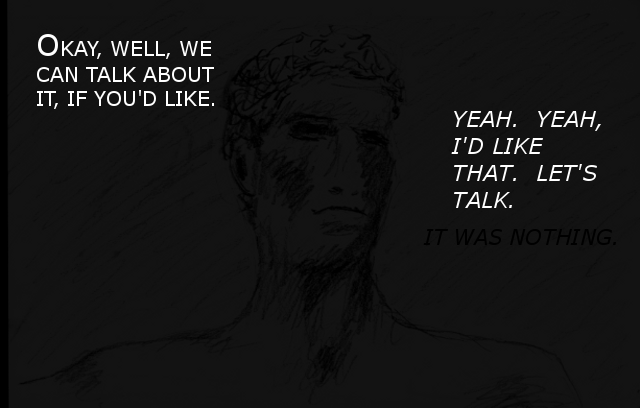 OKAY, WELL, WE
CAN TALK ABOUT
IT, IF YOU'D LIKE.
YEAH. YEAH,
I'D LIKE
THAT. LET'S
TALK.
IT WAS NOTHING.